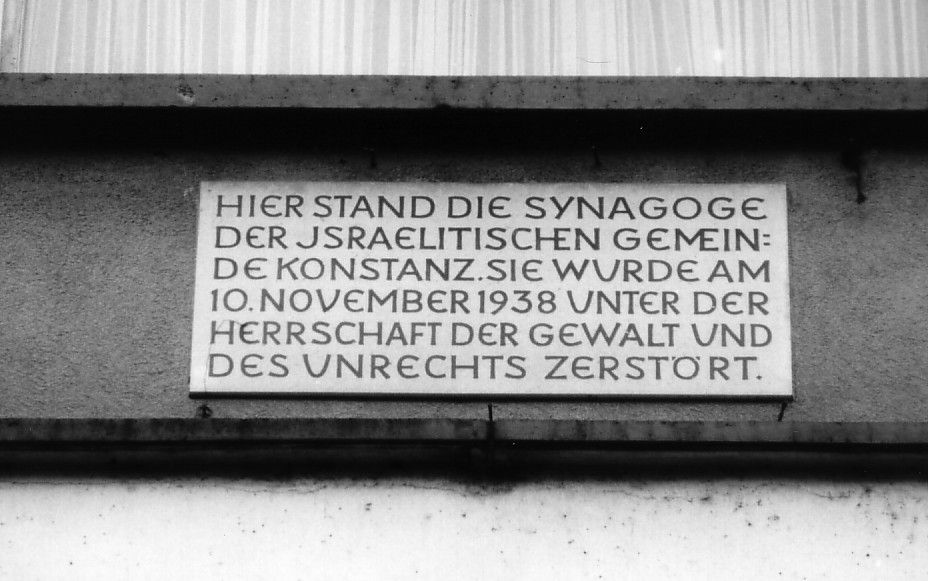 HIER STAND DIE SYNAGOGE
DER JSRAELITISCHEN GEMEIN=
DE KONSTANZ. SIE WURDE AM
10. NOVEMBER 1938 UNTER DER
HERRSCHAFT DER GEWALT UND
DES UNRECHTS ZERSTÖRT.